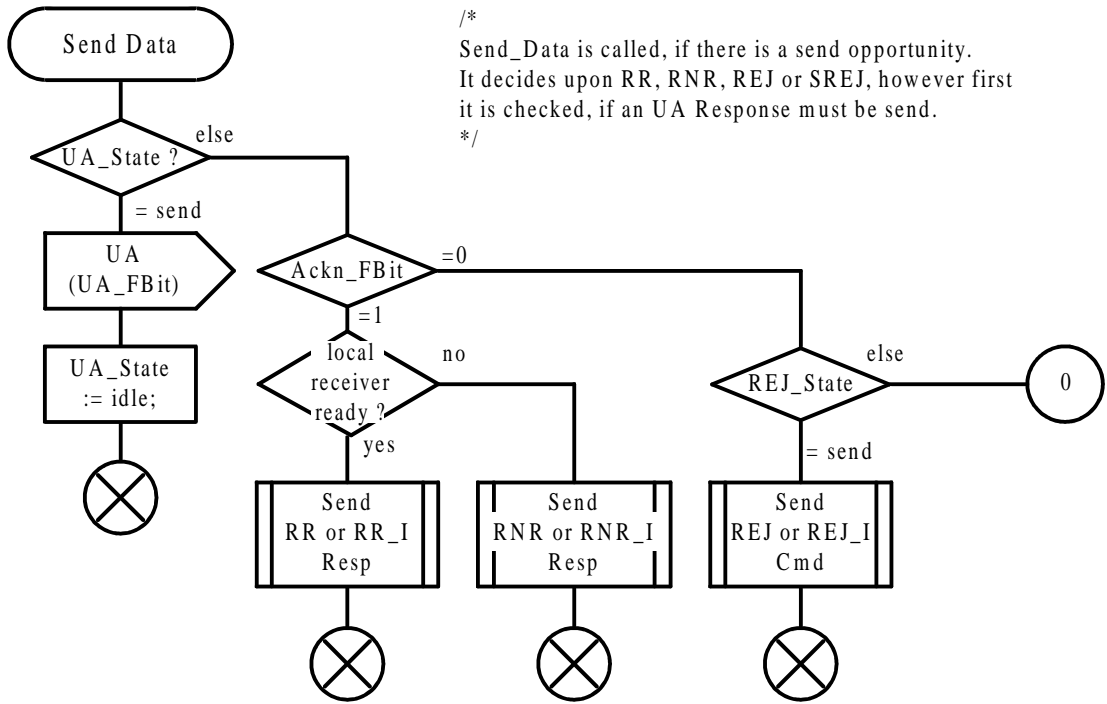 Send Data
/*
Send_Data is called, if there is a send opportunity.
It decides upon RR, RNR, REJ or SREJ, however first
it is checked, if an UA Response must be send.
*/
UA_State ?
else
= send
UA
(UA_FBit)
UA_State
:= idle;
Ackn_FBit
=0
=1
local
receiver
ready ?
no
yes
Send
RR or RR_I
Resp
Send
RNR or RNR_I
Resp
REJ_State
else
0
= send
Send
REJ or REJ_I
Cmd